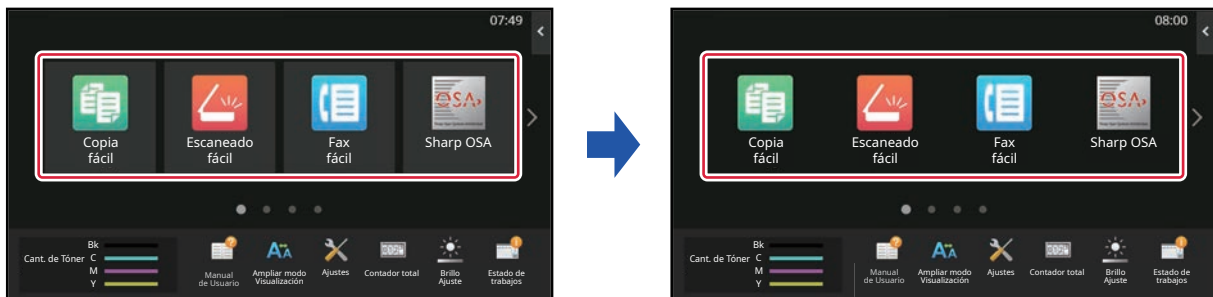 07:49
Copia
fácil
Escaneado
fácil
Fax
fácil
OSA
Sharp OSA
Bk
Cant. de Tóner C
M
Y
Manual
de Usuario
Ampliar modo
Visualización
Ajustes
Contador total
Brillo
Ajuste
Estado de
trabajos
08:00
Copia
fácil
Escaneado
fácil
Fax
fácil
OSA
Sharp OSA
Bk
Cant. de Tóner C
M
Y
Manual
de Usuario
Ampliar modo
Visualización
Ajustes
Contador total
Brillo
Ajuste
Estado de
trabajos